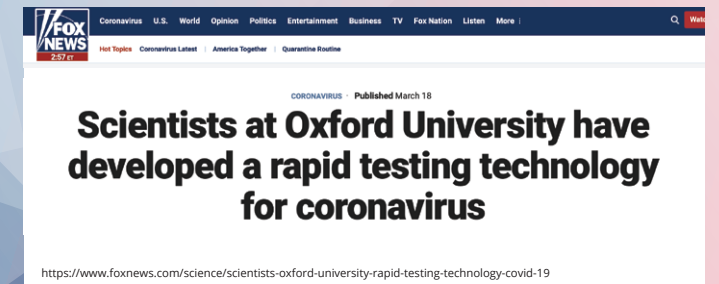 FOX
NEWS
2:57 ET
Coronavirus U.S. World Opinion Politics Entertainment Business TV Fox Nation Listen More
Hot Topics Coronavirus Latest America Together Quarantine Routine
CORONAVIRUS · Published March 18
Scientists at Oxford University have
developed a rapid testing technology
for coronavirus
https://www.foxnews.com/science/scientists-oxford-university-rapid-testing-technology-covid-19